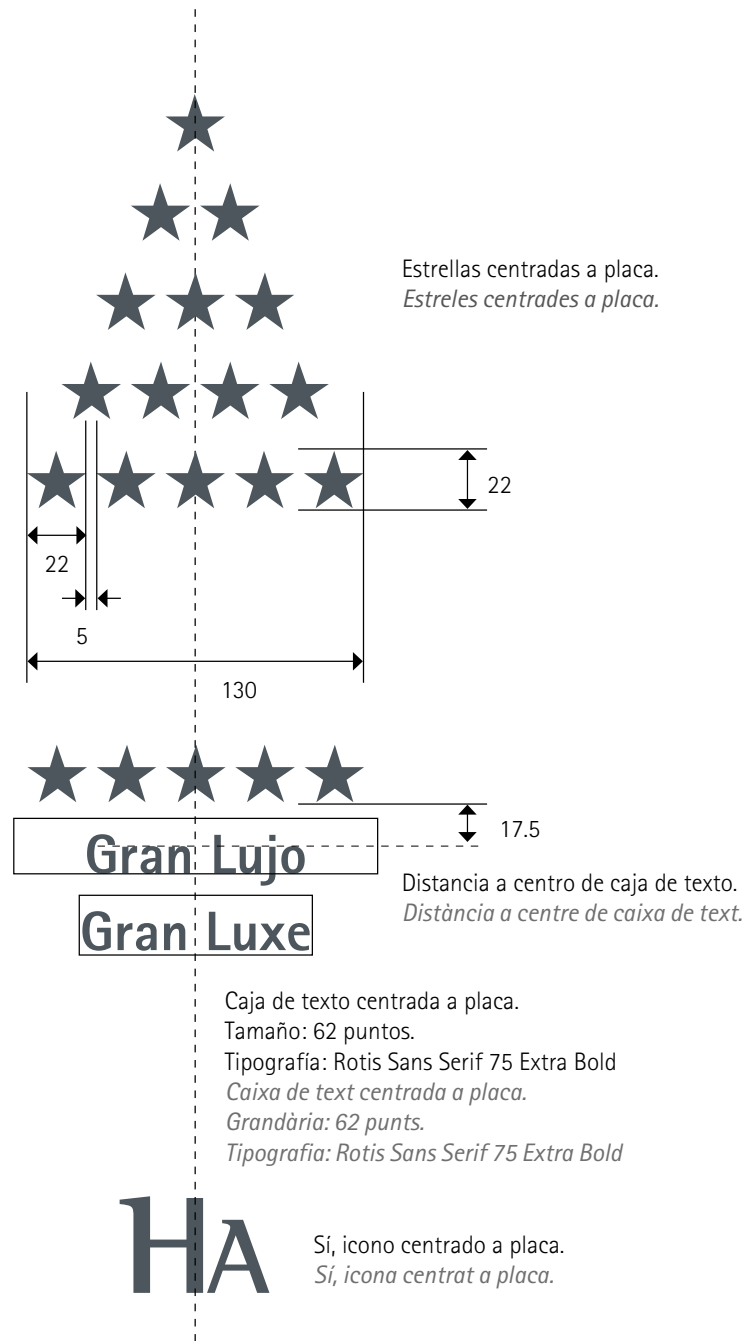 Estrellas centradas a placa.
Estreles centrades a placa.
22
22
5
130
17.5
Gran Lujo
Distancia a centro de caja de texto.
Distància a centre de caixa de text.
Gran Luxe
Caja de texto centrada a placa.
Tamaño: 62 puntos.
Tipografía: Rotis Sans Serif 75 Extra Bold
Caixa de text centrada a placa.
Grandària: 62 punts.
Tipografia: Rotis Sans Serif 75 Extra Bold
HA
Sí, icono centrado a placa.
Sí, icona centrat a placa.